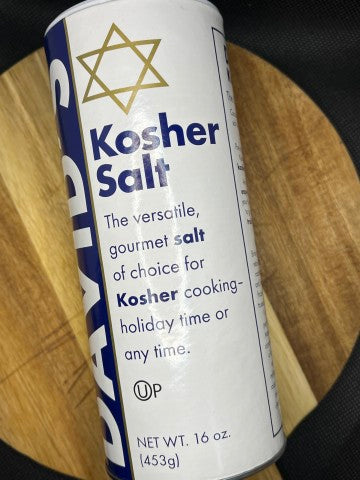 DAVID'S
Kosher
Salt
The versatile,
gourmet salt
of choice for
Kosher cooking-
holiday time or
any time.
ⓊP
NET WT. 16 oz.
(453g)